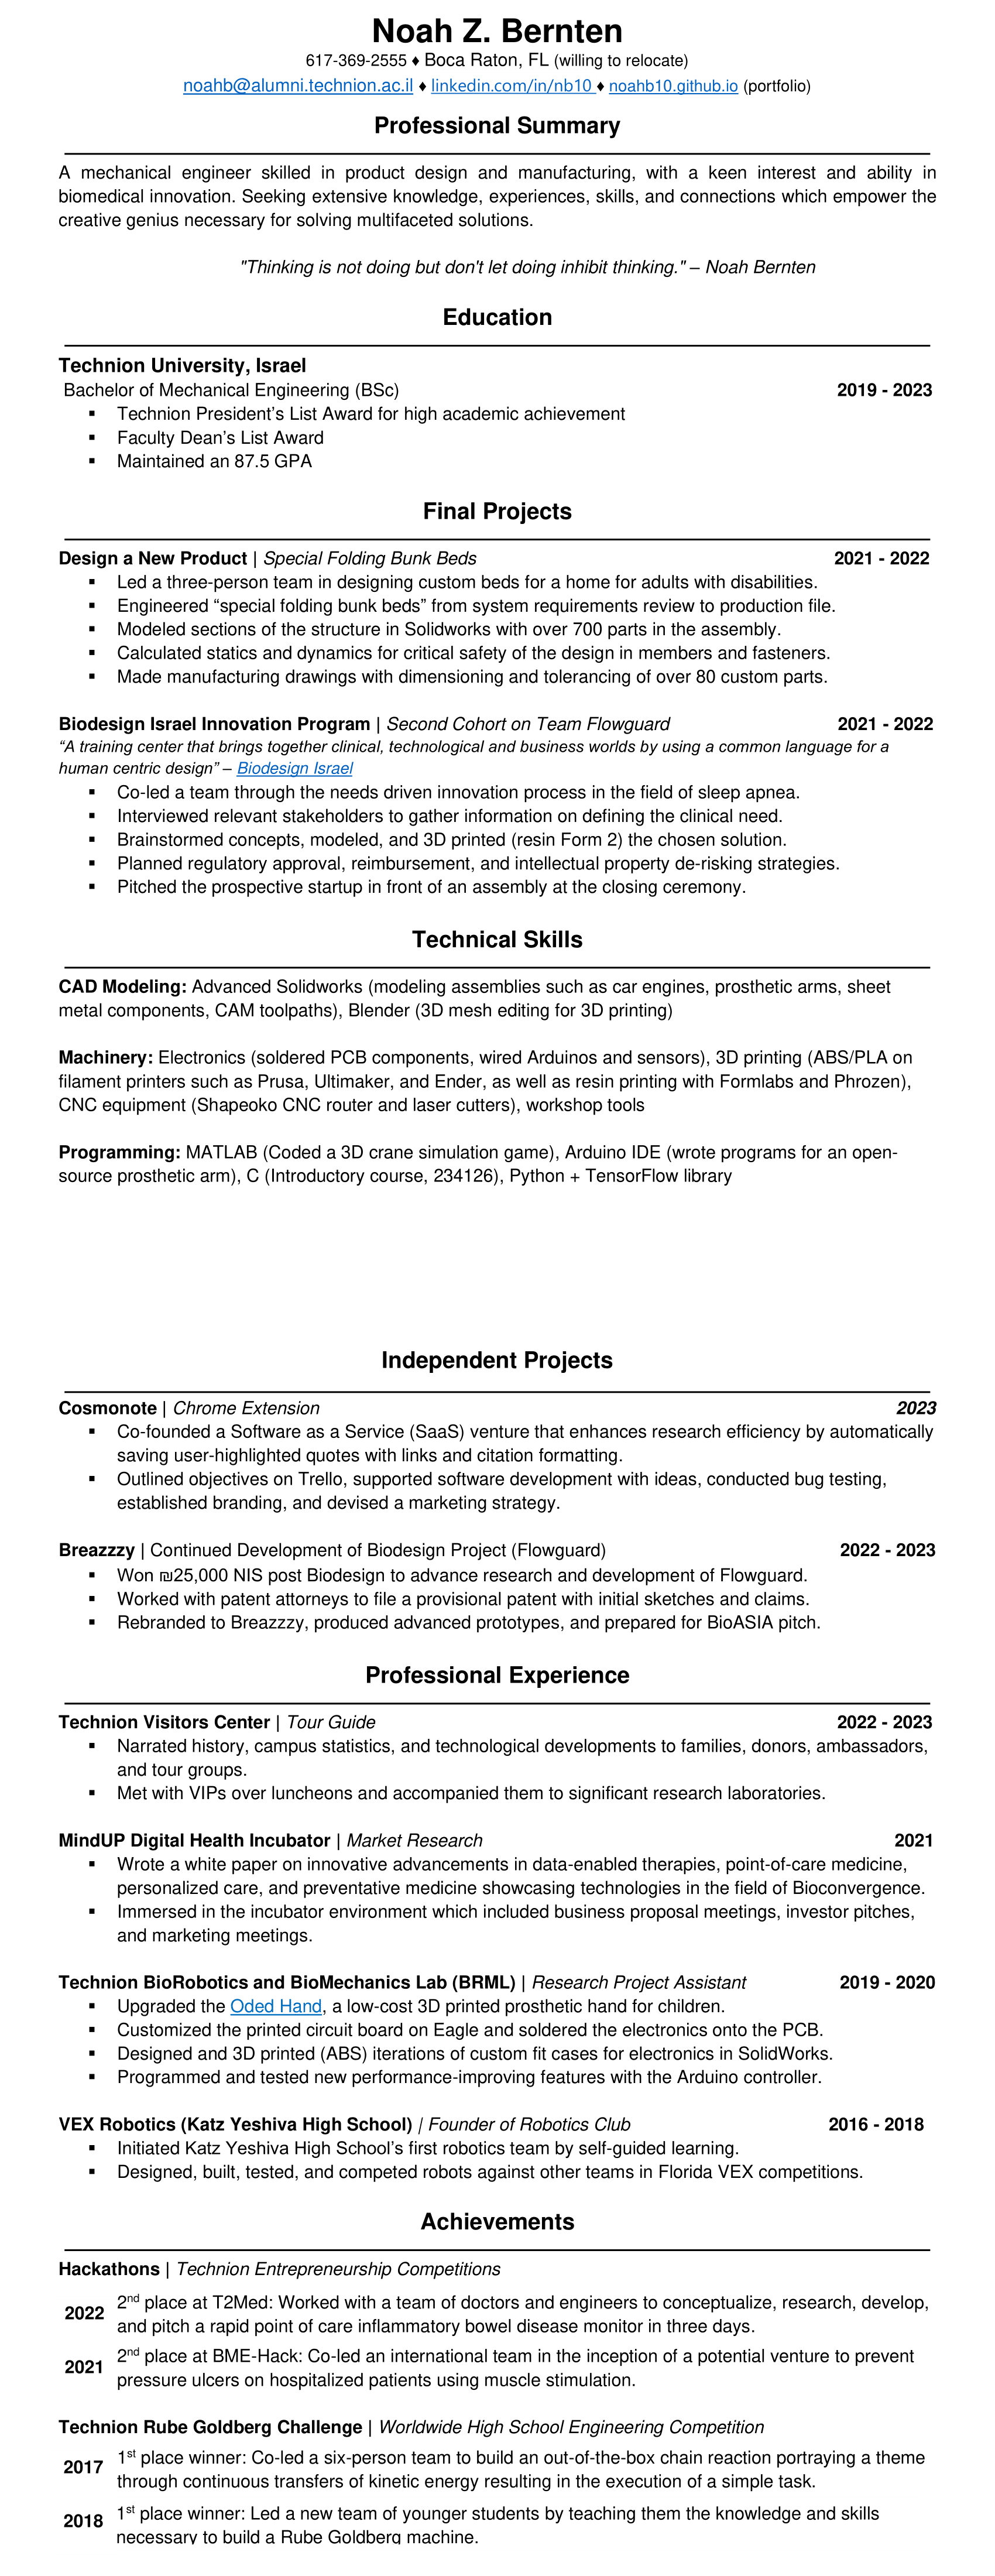 Noah Z. Bernten
617-369-2555 ♦ Boca Raton, FL (willing to relocate)
noahb@alumni.technion.ac.il ♦ linkedin.com/in/nb10 ♦ noahb10.github.io (portfolio)
Professional Summary
A mechanical engineer skilled in product design and manufacturing, with a keen interest and ability in
biomedical innovation. Seeking extensive knowledge, experiences, skills, and connections which empower the
creative genius necessary for solving multifaceted solutions.
"Thinking is not doing but don't let doing inhibit thinking." – Noah Bernten
Education
Technion University, Israel
Bachelor of Mechanical Engineering (BSc) 2019 - 2023
▪ Technion President’s List Award for high academic achievement
▪ Faculty Dean’s List Award
▪ Maintained an 87.5 GPA
Final Projects
Design a New Product | Special Folding Bunk Beds 2021 - 2022
▪ Led a three-person team in designing custom beds for a home for adults with disabilities.
▪ Engineered “special folding bunk beds” from system requirements review to production file.
▪ Modeled sections of the structure in Solidworks with over 700 parts in the assembly.
▪ Calculated statics and dynamics for critical safety of the design in members and fasteners.
▪ Made manufacturing drawings with dimensioning and tolerancing of over 80 custom parts.
Biodesign Israel Innovation Program | Second Cohort on Team Flowguard 2021 - 2022
“A training center that brings together clinical, technological and business worlds by using a common language for a
human centric design” – Biodesign Israel
▪ Co-led a team through the needs driven innovation process in the field of sleep apnea.
▪ Interviewed relevant stakeholders to gather information on defining the clinical need.
▪ Brainstormed concepts, modeled, and 3D printed (resin Form 2) the chosen solution.
▪ Planned regulatory approval, reimbursement, and intellectual property de-risking strategies.
▪ Pitched the prospective startup in front of an assembly at the closing ceremony.
Technical Skills
CAD Modeling: Advanced Solidworks (modeling assemblies such as car engines, prosthetic arms, sheet
metal components, CAM toolpaths), Blender (3D mesh editing for 3D printing)
Machinery: Electronics (soldered PCB components, wired Arduinos and sensors), 3D printing (ABS/PLA on
filament printers such as Prusa, Ultimaker, and Ender, as well as resin printing with Formlabs and Phrozen),
CNC equipment (Shapeoko CNC router and laser cutters), workshop tools
Programming: MATLAB (Coded a 3D crane simulation game), Arduino IDE (wrote programs for an open-
source prosthetic arm), C (Introductory course, 234126), Python + TensorFlow library
Independent Projects
Cosmonote | Chrome Extension 2023
▪ Co-founded a Software as a Service (SaaS) venture that enhances research efficiency by automatically
saving user-highlighted quotes with links and citation formatting.
▪ Outlined objectives on Trello, supported software development with ideas, conducted bug testing,
established branding, and devised a marketing strategy.
Breazzzy | Continued Development of Biodesign Project (Flowguard) 2022 - 2023
▪ Won ₪25,000 NIS post Biodesign to advance research and development of Flowguard.
▪ Worked with patent attorneys to file a provisional patent with initial sketches and claims.
▪ Rebranded to Breazzzy, produced advanced prototypes, and prepared for BioASIA pitch.
Professional Experience
Technion Visitors Center | Tour Guide 2022 - 2023
▪ Narrated history, campus statistics, and technological developments to families, donors, ambassadors,
and tour groups.
▪ Met with VIPs over luncheons and accompanied them to significant research laboratories.
MindUP Digital Health Incubator | Market Research 2021
▪ Wrote a white paper on innovative advancements in data-enabled therapies, point-of-care medicine,
personalized care, and preventative medicine showcasing technologies in the field of Bioconvergence.
▪ Immersed in the incubator environment which included business proposal meetings, investor pitches,
and marketing meetings.
Technion BioRobotics and BioMechanics Lab (BRML) | Research Project Assistant 2019 - 2020
▪ Upgraded the Oded Hand, a low-cost 3D printed prosthetic hand for children.
▪ Customized the printed circuit board on Eagle and soldered the electronics onto the PCB.
▪ Designed and 3D printed (ABS) iterations of custom fit cases for electronics in SolidWorks.
▪ Programmed and tested new performance-improving features with the Arduino controller.
VEX Robotics (Katz Yeshiva High School) | Founder of Robotics Club 2016 - 2018
▪ Initiated Katz Yeshiva High School’s first robotics team by self-guided learning.
▪ Designed, built, tested, and competed robots against other teams in Florida VEX competitions.
Achievements
Hackathons | Technion Entrepreneurship Competitions
2022 2nd place at T2Med: Worked with a team of doctors and engineers to conceptualize, research, develop,
and pitch a rapid point of care inflammatory bowel disease monitor in three days.
2021 2nd place at BME-Hack: Co-led an international team in the inception of a potential venture to prevent
pressure ulcers on hospitalized patients using muscle stimulation.
Technion Rube Goldberg Challenge | Worldwide High School Engineering Competition
2017 1st place winner: Co-led a six-person team to build an out-of-the-box chain reaction portraying a theme
through continuous transfers of kinetic energy resulting in the execution of a simple task.
2018 1st place winner: Led a new team of younger students by teaching them the knowledge and skills
necessary to build a Rube Goldberg machine.